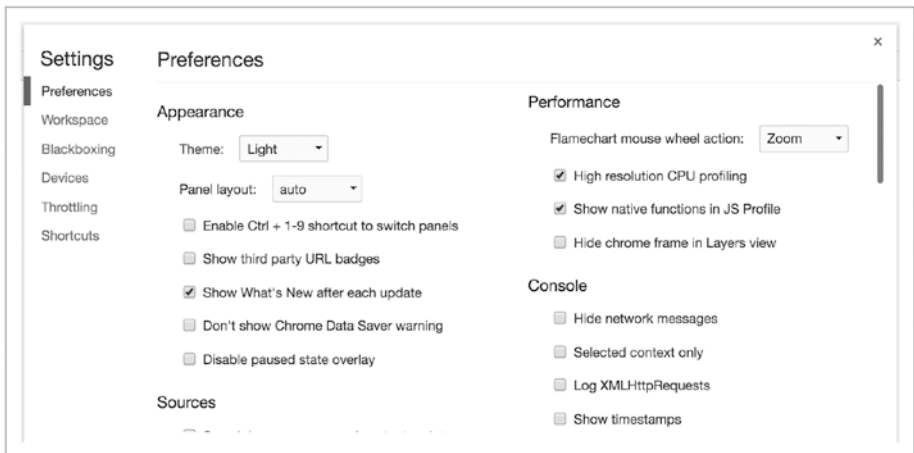 Settings
Preferences
Workspace
Blackboxing
Devices
Throttling
Shortcuts
Preferences
Appearance
Theme: Light
Panel layout: auto
Enable Ctrl + 1-9 shortcut to switch panels
Show third party URL badges
Show What's New after each update
Don't show Chrome Data Saver warning
Disable paused state overlay
Sources
Performance
Flamechart mouse wheel action: Zoom
High resolution CPU profiling
Show native functions in JS Profile
Hide chrome frame in Layers view
Console
Hide network messages
Selected context only
Log XMLHttpRequests
Show timestamps